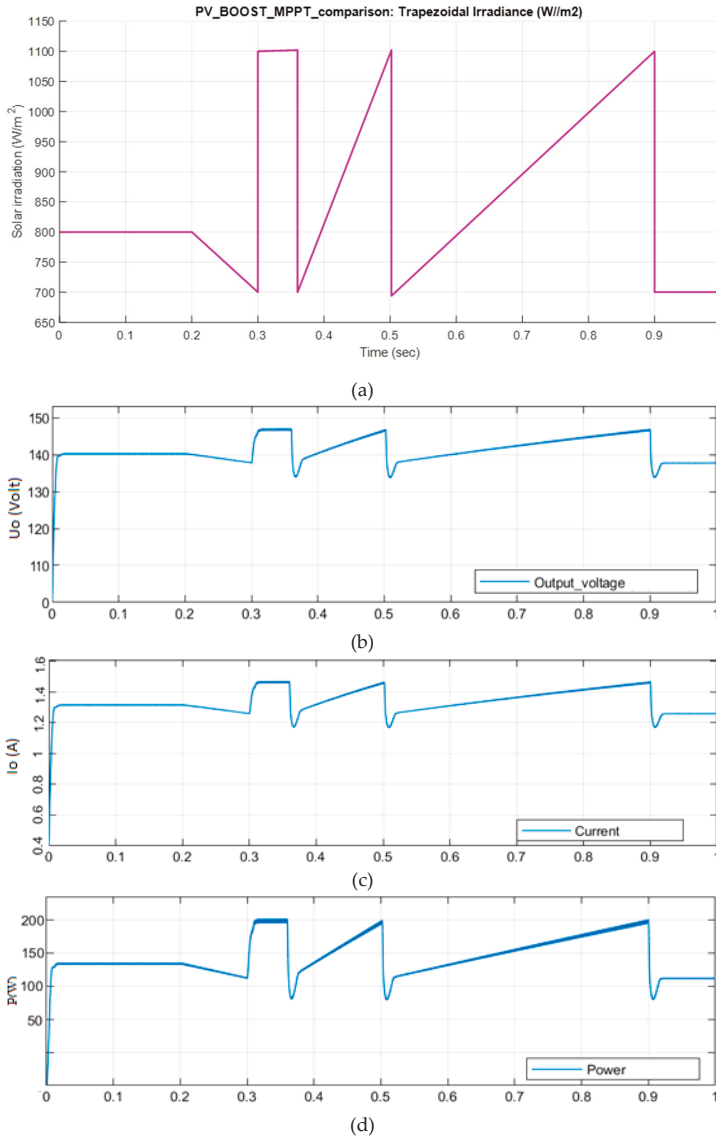 PV_BOOST_MPPT_comparison: Trapezoidal Irradiance (W//m2)
1150
1100
1050
1000
950
900
850
800
750
700
650
Solar irradiation (W/m²)
0 0.1 0.2 0.3 0.4 0.5 0.6 0.7 0.8 0.9
Time (sec)
(a)
150
140
130
120
110
0
Uo (Volt)
Output_voltage
0 0.1 0.2 0.3 0.4 0.5 0.6 0.7 0.8 0.9 1
(b)
1.6
1.4
1.2
1
0.8
0.6
0.4
Io (A)
Current
0 0.1 0.2 0.3 0.4 0.5 0.6 0.7 0.8 0.9 1
(c)
200
150
100
50
P(W)
Power
0 0.1 0.2 0.3 0.4 0.5 0.6 0.7 0.8 0.9 1
(d)